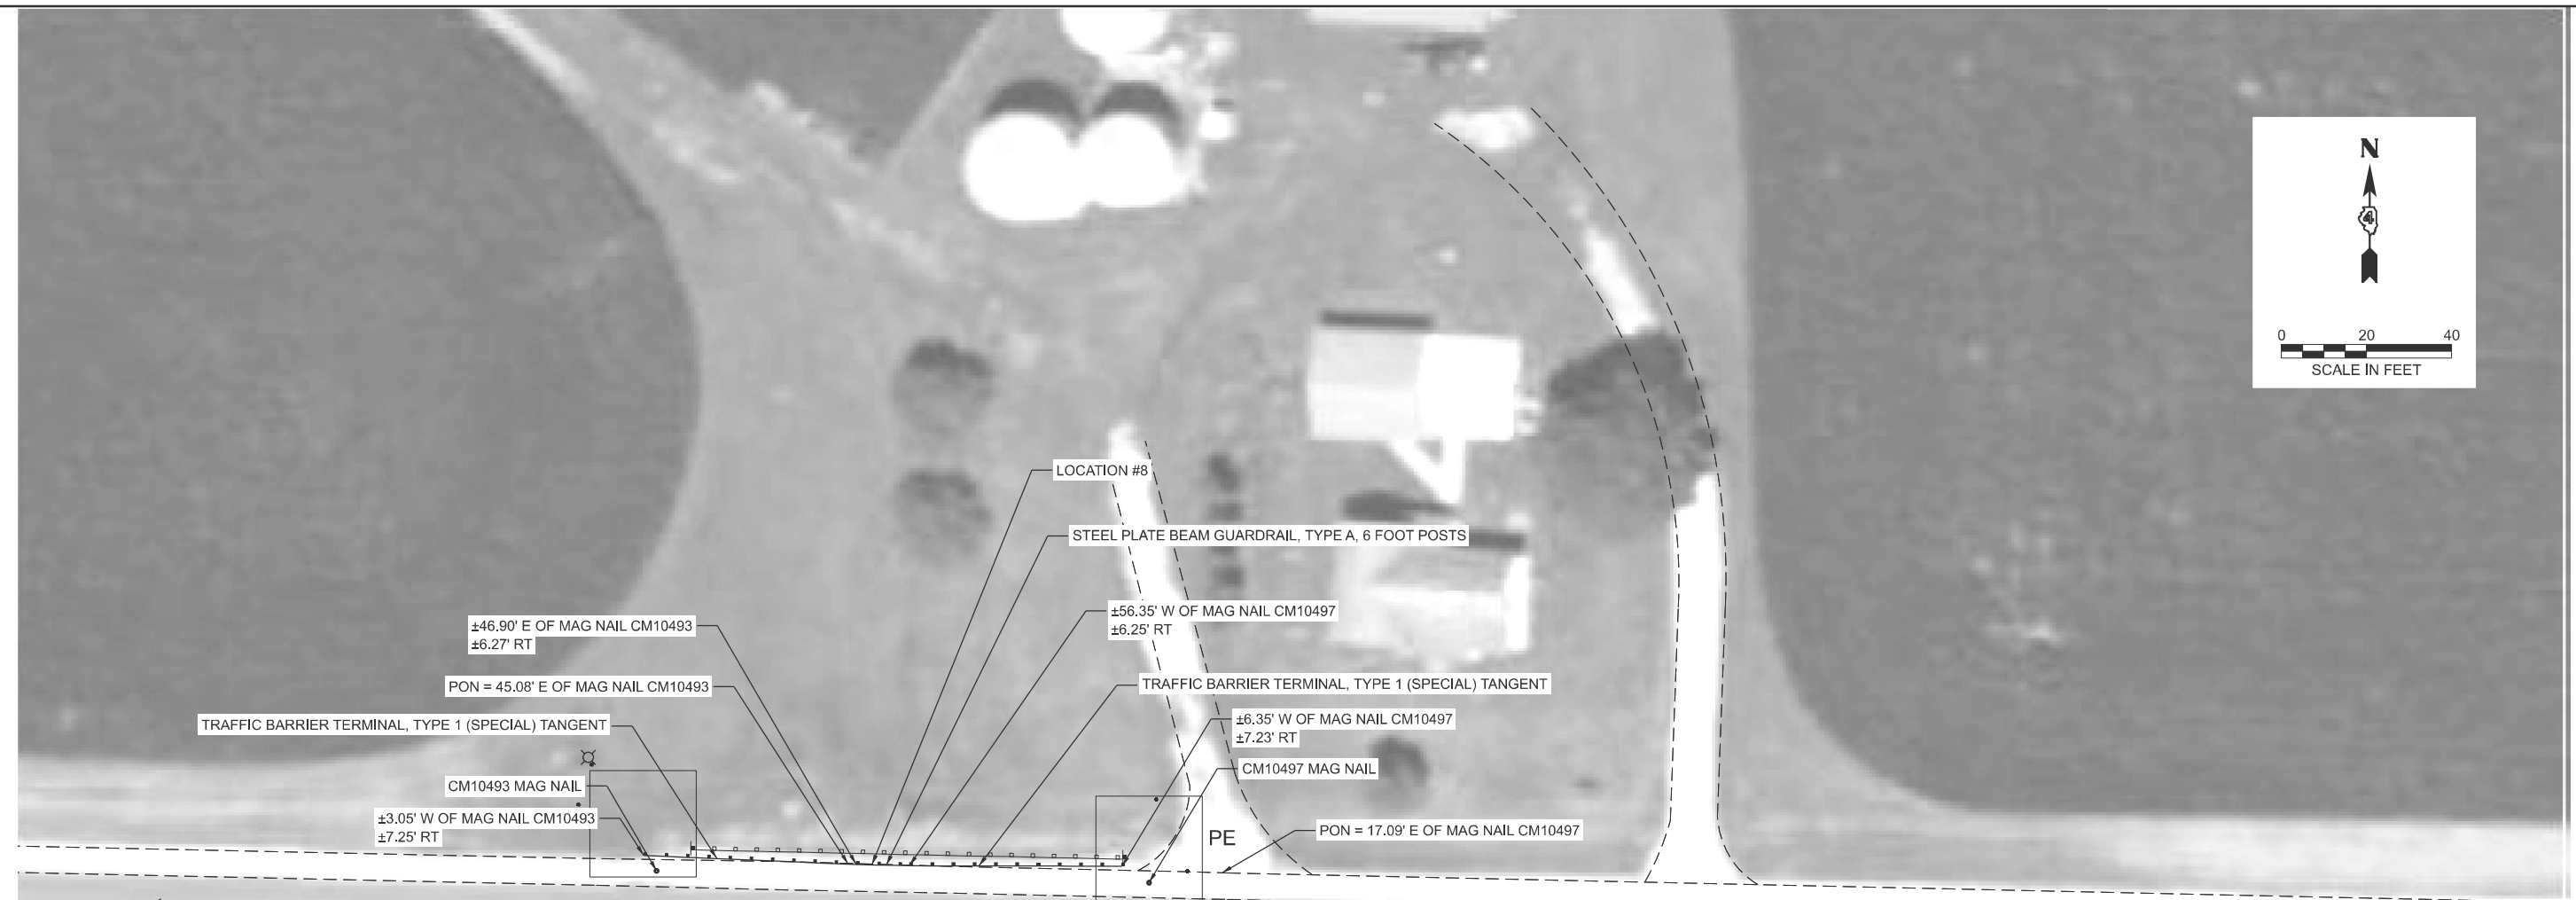 N
4
0 20 40
SCALE IN FEET
LOCATION #8
STEEL PLATE BEAM GUARDRAIL, TYPE A, 6 FOOT POSTS
±56.35' W OF MAG NAIL CM10497
±6.25' RT
±46.90' E OF MAG NAIL CM10493
±6.27' RT
PON = 45.08' E OF MAG NAIL CM10493
TRAFFIC BARRIER TERMINAL, TYPE 1 (SPECIAL) TANGENT
TRAFFIC BARRIER TERMINAL, TYPE 1 (SPECIAL) TANGENT
±6.35' W OF MAG NAIL CM10497
±7.23' RT
CM10497 MAG NAIL
CM10493 MAG NAIL
±3.05' W OF MAG NAIL CM10493
±7.25' RT
PE
PON = 17.09' E OF MAG NAIL CM10497